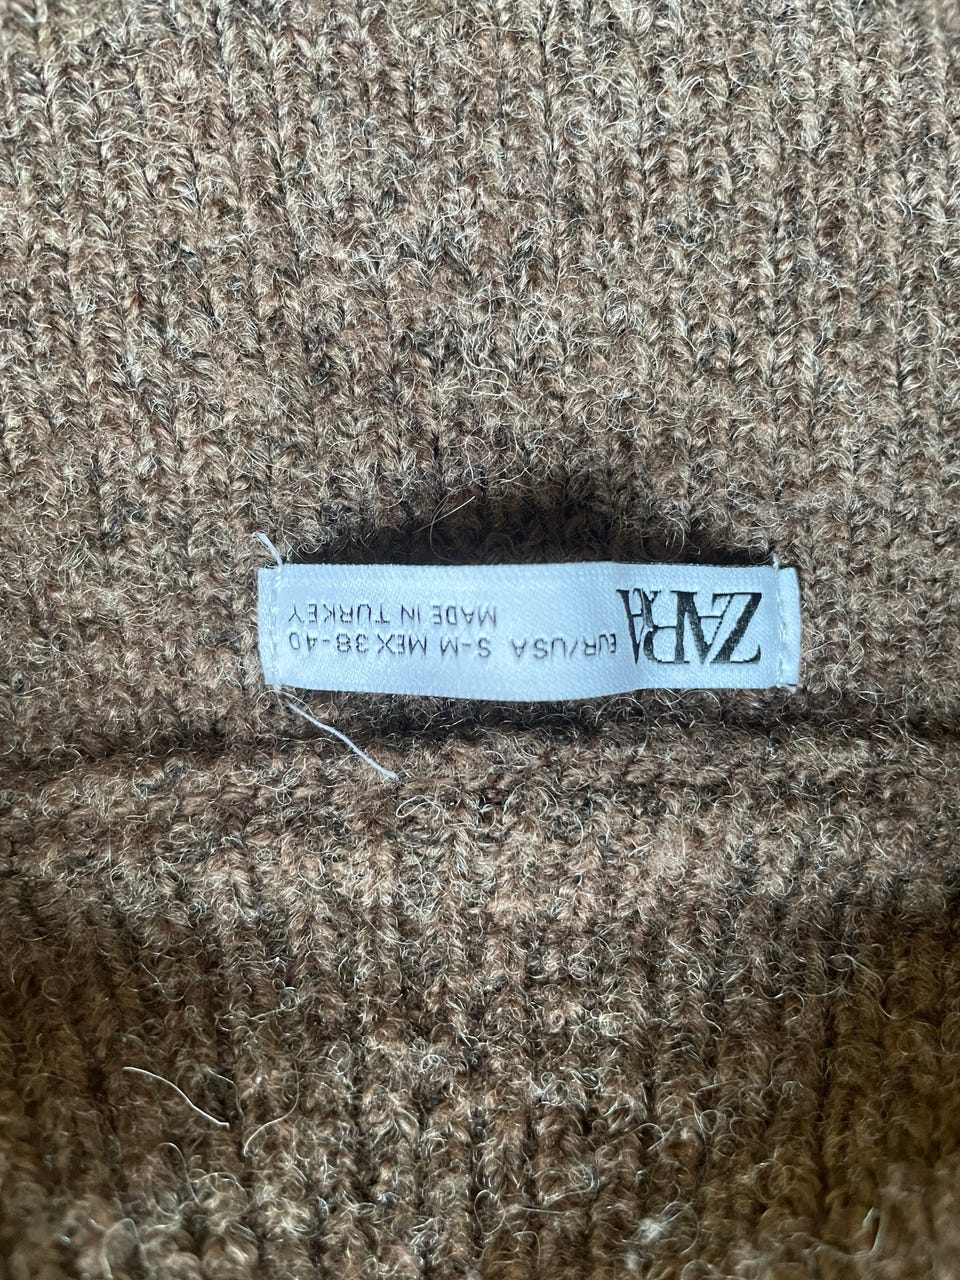 ZARA
EUR/USA S-M MEX 38-40
MADE IN TURKEY